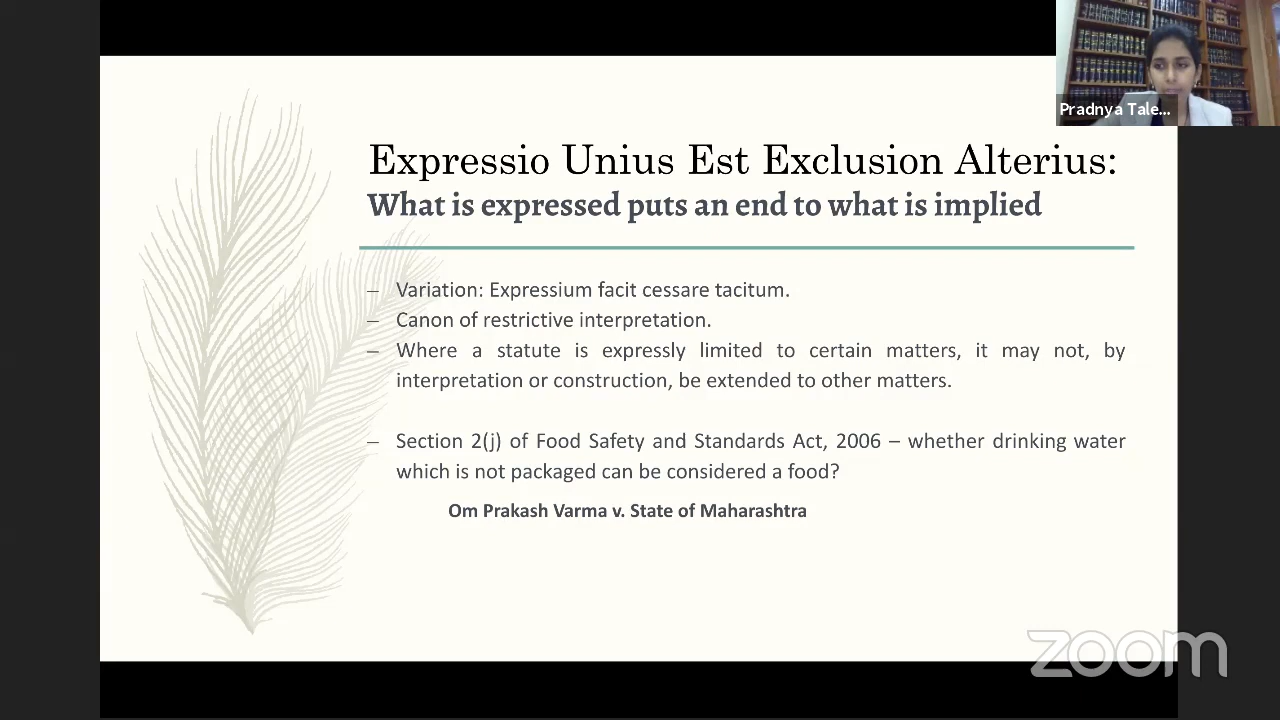 Pradnya Tale...
Expressio Unius Est Exclusion Alterius:
What is expressed puts an end to what is implied
– Variation: Expressium facit cessare tacitum.
– Canon of restrictive interpretation.
– Where a statute is expressly limited to certain matters, it may not, by
interpretation or construction, be extended to other matters.
– Section 2(j) of Food Safety and Standards Act, 2006 – whether drinking water
which is not packaged can be considered a food?
Om Prakash Varma v. State of Maharashtra
zoom